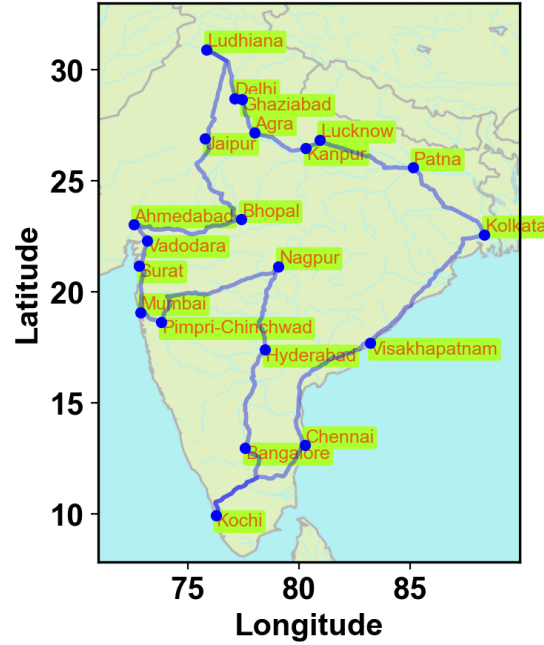 Ludhiana
30
Delhi
Ghaziabad
Agra
Lucknow
Jaipur
Kanpur
Patna
25
Ahmedabad
Bhopal
Kolkata
Vadodara
Nagpur
Surat
20
Mumbai
Pimpri-Chinchwad
Visakhapatnam
Hyderabad
15
Chennai
Bangalore
10
Kochi
75
80
85
Longitude
Latitude